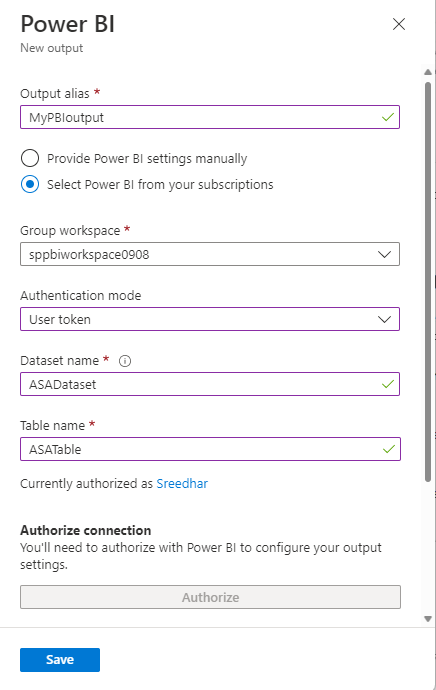 Power BI
New output
Output alias *
MyPBIoutput
Provide Power BI settings manually
Select Power BI from your subscriptions
Group workspace *
sppbiworkspace0908
Authentication mode
User token
Dataset name *
ASADataset
Table name *
ASATable
Currently authorized as Sreedhar
Authorize connection
You'll need to authorize with Power BI to configure your output
settings.
Authorize
Save